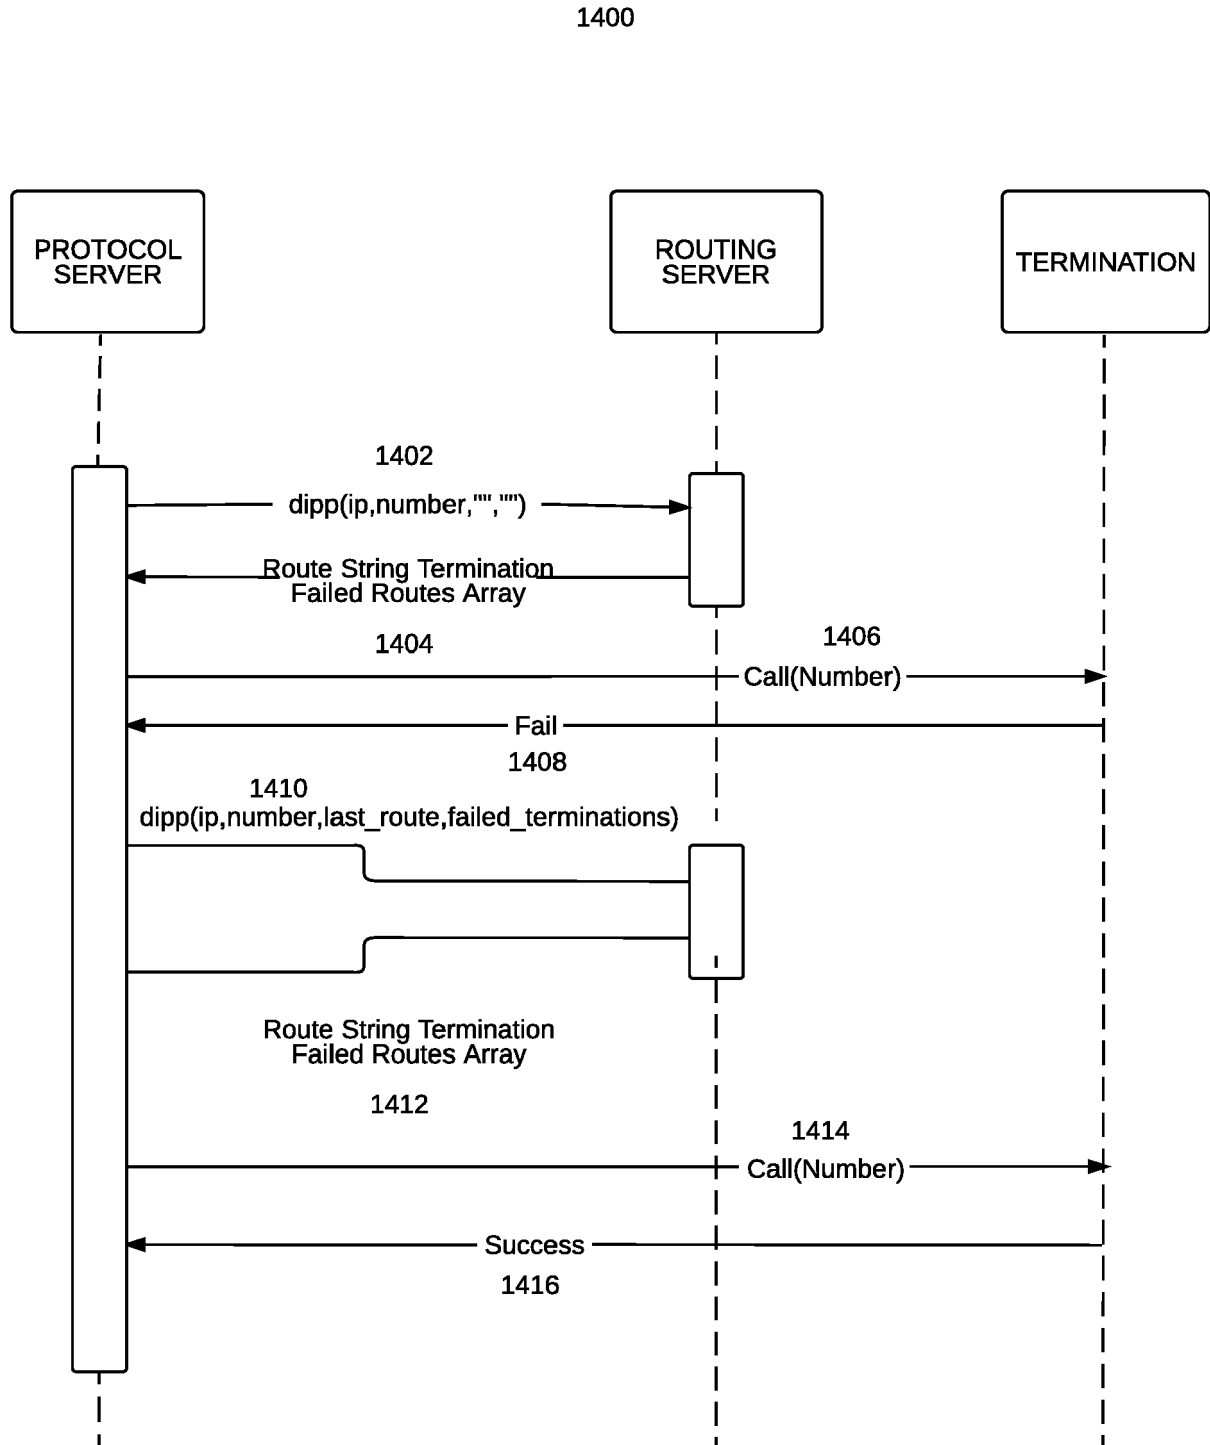 1400
PROTOCOL
SERVER
ROUTING
SERVER
TERMINATION
1402
dipp(ip,number,"","")
Route String Termination
Failed Routes Array
1404
1406
Call(Number)
Fail
1408
1410
dipp(ip,number,last_route,failed_terminations)
Route String Termination
Failed Routes Array
1412
1414
Call(Number)
Success
1416